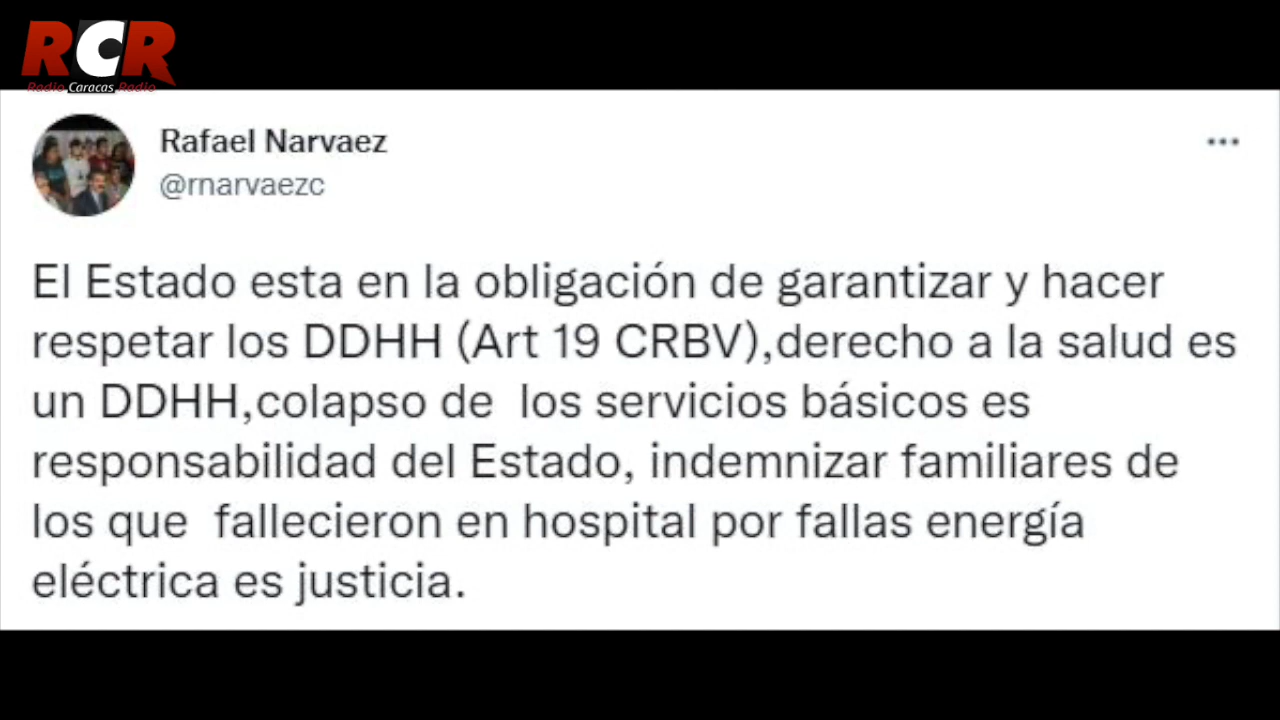 RCR
Radio Caracas Radio
Rafael Narvaez
@rnarvaezc
El Estado esta en la obligación de garantizar y hacer
respetar los DDHH (Art 19 CRBV),derecho a la salud es
un DDHH,colapso de  los servicios básicos es
responsabilidad del Estado, indemnizar familiares de
los que  fallecieron en hospital por fallas energía
eléctrica es justicia.